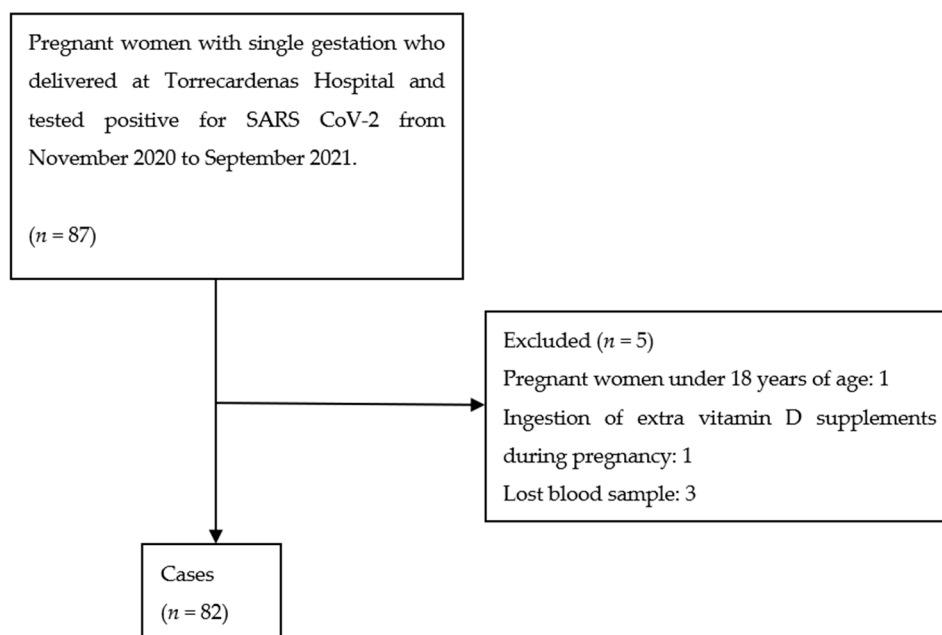 Pregnant women with single gestation who
delivered at Torrecardenas Hospital and
tested positive for SARS CoV-2 from
November 2020 to September 2021.
(n = 87)
Excluded (n = 5)
Pregnant women under 18 years of age: 1
Ingestion of extra vitamin D supplements
during pregnancy: 1
Lost blood sample: 3
Cases
(n = 82)